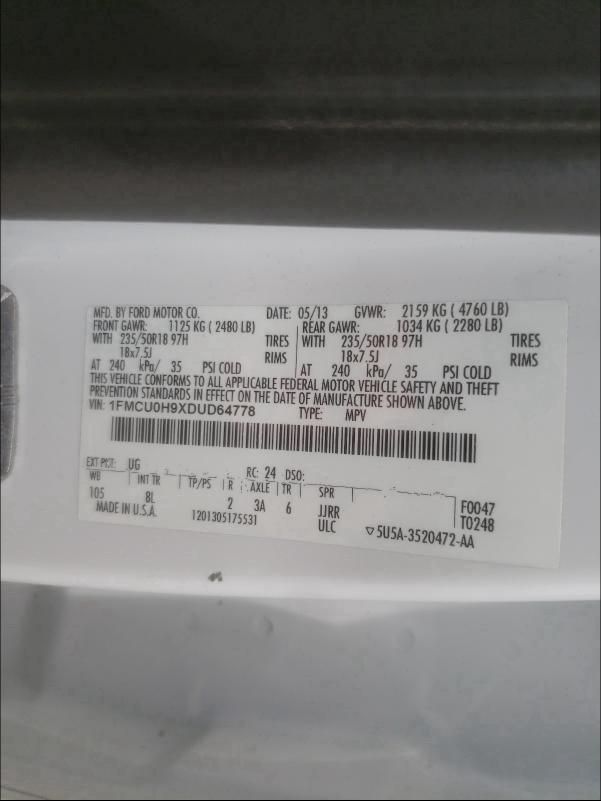 MFD. BY FORD MOTOR CO. DATE: 05/13 GVWR: 2159 KG ( 4760 LB)
FRONT GAWR: 1125 KG ( 2480 LB) REAR GAWR: 1034 KG ( 2280 LB)
WITH 235/50R18 97H TIRES WITH 235/50R18 97H TIRES
18x7.5J RIMS 18x7.5J RIMS
AT 240 kPa/ 35 PSI COLD AT 240 kPa/ 35 PSI COLD
THIS VEHICLE CONFORMS TO ALL APPLICABLE FEDERAL MOTOR VEHICLE SAFETY AND THEFT
PREVENTION STANDARDS IN EFFECT ON THE DATE OF MANUFACTURE SHOWN ABOVE.
VIN: 1FMCU0H9XDUD64778 TYPE: MPV
EXT PNT: UG RC: 24 DSO:
WB INT TR TP/PS R AXLE TR SPR
105 8L 2 3A 6 JJRR F0047
MADE IN U.S.A. 1201305175531 ULC T0248
▽5U5A-3520472-AA